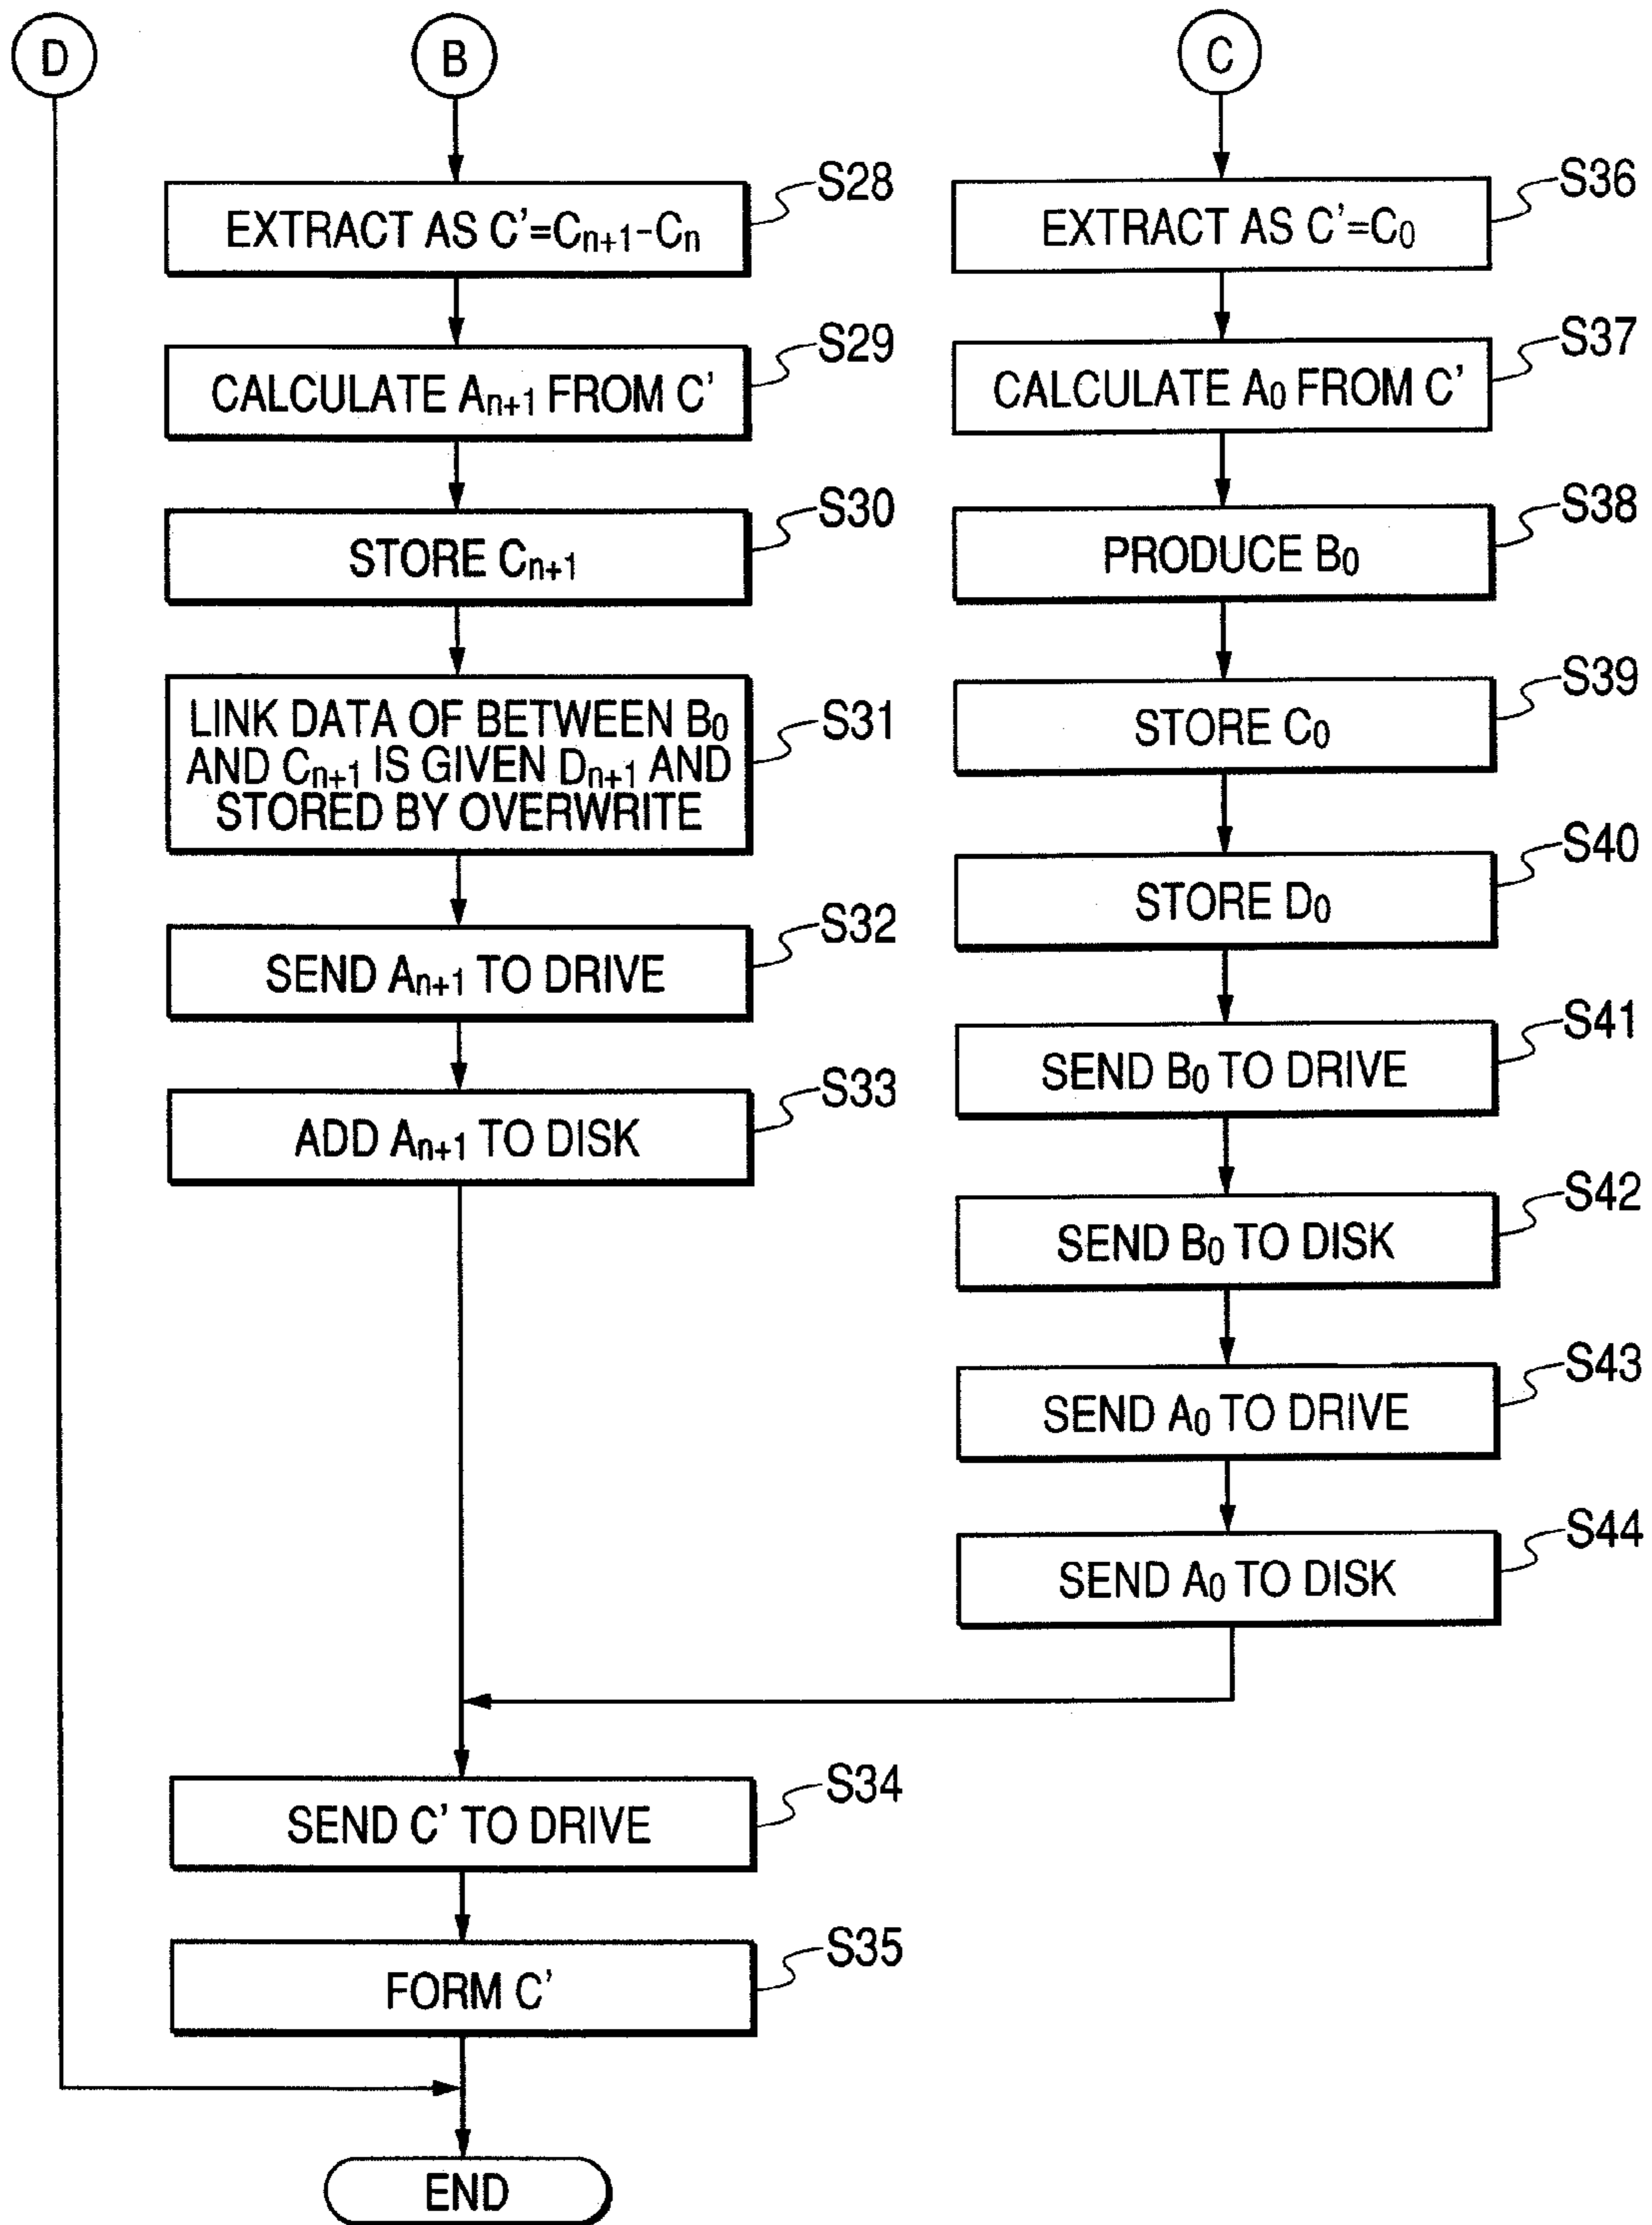 D
B
C
S28
EXTRACT AS C'=Cn+1-Cn
S29
CALCULATE An+1 FROM C'
S30
STORE Cn+1
S31
LINK DATA OF BETWEEN B0
AND Cn+1 IS GIVEN Dn+1 AND
STORED BY OVERWRITE
S32
SEND An+1 TO DRIVE
S33
ADD An+1 TO DISK
S36
EXTRACT AS C'=C0
S37
CALCULATE A0 FROM C'
S38
PRODUCE B0
S39
STORE C0
S40
STORE D0
S41
SEND B0 TO DRIVE
S42
SEND B0 TO DISK
S43
SEND A0 TO DRIVE
S44
SEND A0 TO DISK
S34
SEND C' TO DRIVE
S35
FORM C'
END